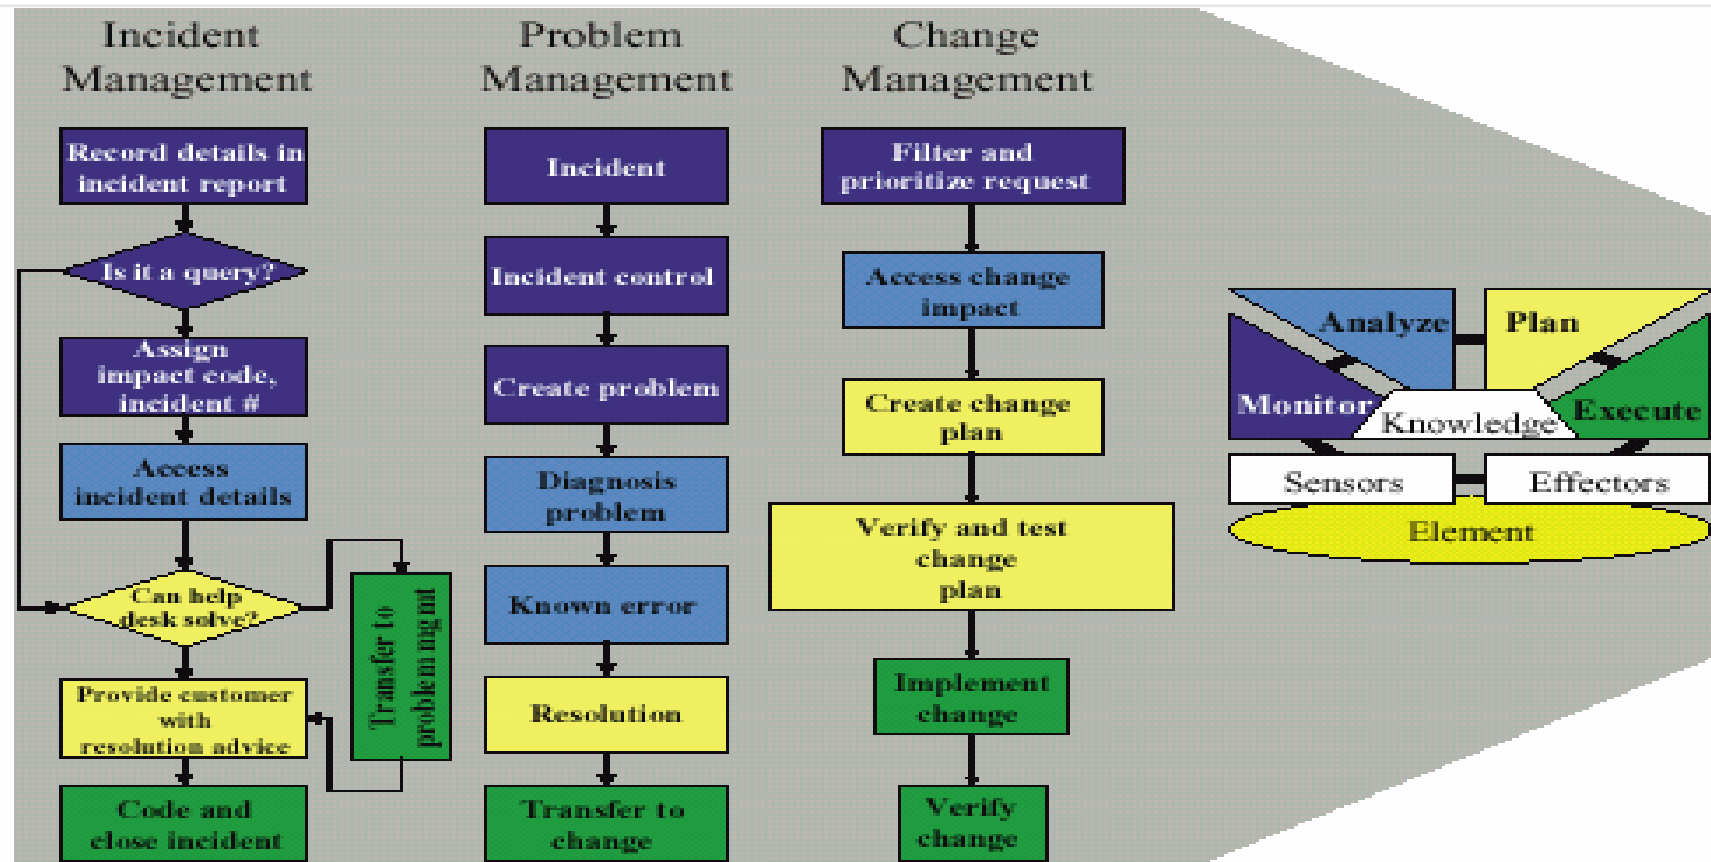 Incident
Management
Record details in
incident report
Is it a query?
Assign
impact code,
incident #
Access
incident details
Can help
desk solve?
Transfer to
problem mgmt
Provide customer
with
resolution advice
Code and
close incident
Problem
Management
Incident
Incident control
Create problem
Diagnosis
problem
Known error
Resolution
Transfer to
change
Change
Management
Filter and
prioritize request
Access change
impact
Create change
plan
Verify and test
change
plan
Implement
change
Verify
change
Analyze
Plan
Monitor
Knowledge
Execute
Sensors
Effectors
Element